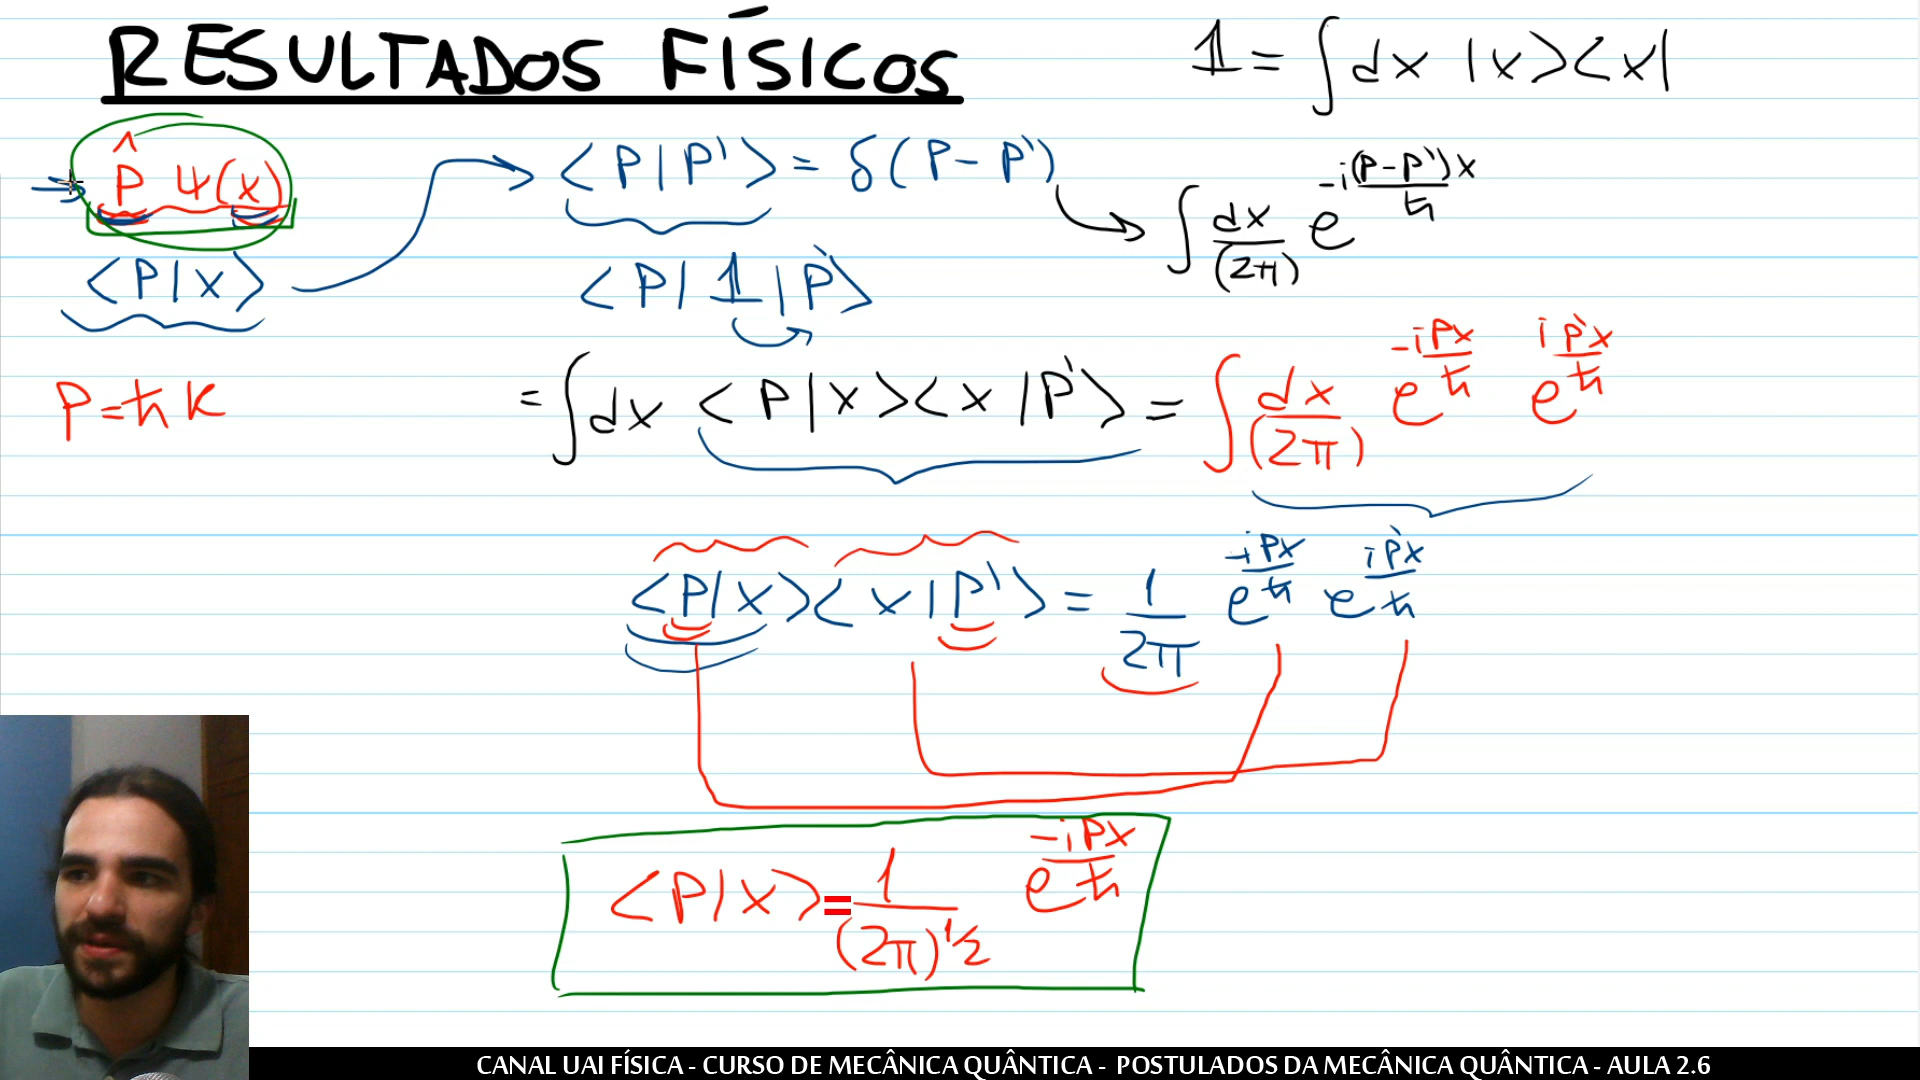 RESULTADOS FÍSICOS
𝟙 = ∫ dx |x><x|
p̂ ψ(x)
<P|P'> = δ(P-P')
∫ dx/(2π) e^(-i(P-P')x/ħ)
<P|x>
<P|𝟙|P'>
P=ħK
= ∫dx <P|x><x|P'> = ∫ dx/(2π) e^(-iPx/ħ) e^(iP'x/ħ)
<P|x><x|P'> = 1/2π e^(-iPx/ħ) e^(iP'x/ħ)
<P|x> = 1/(2π)^1/2 e^(-iPx/ħ)
CANAL UAI FÍSICA - CURSO DE MECÂNICA QUÂNTICA - POSTULADOS DA MECÂNICA QUÂNTICA - AULA 2.6